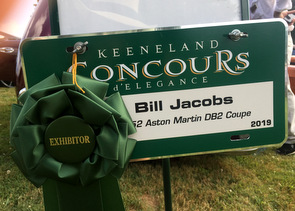 KEENELAND
CONCOURS
d'ELEGANCE
Bill Jacobs
52 Aston Martin DB2 Coupe
2019
EXHIBITOR